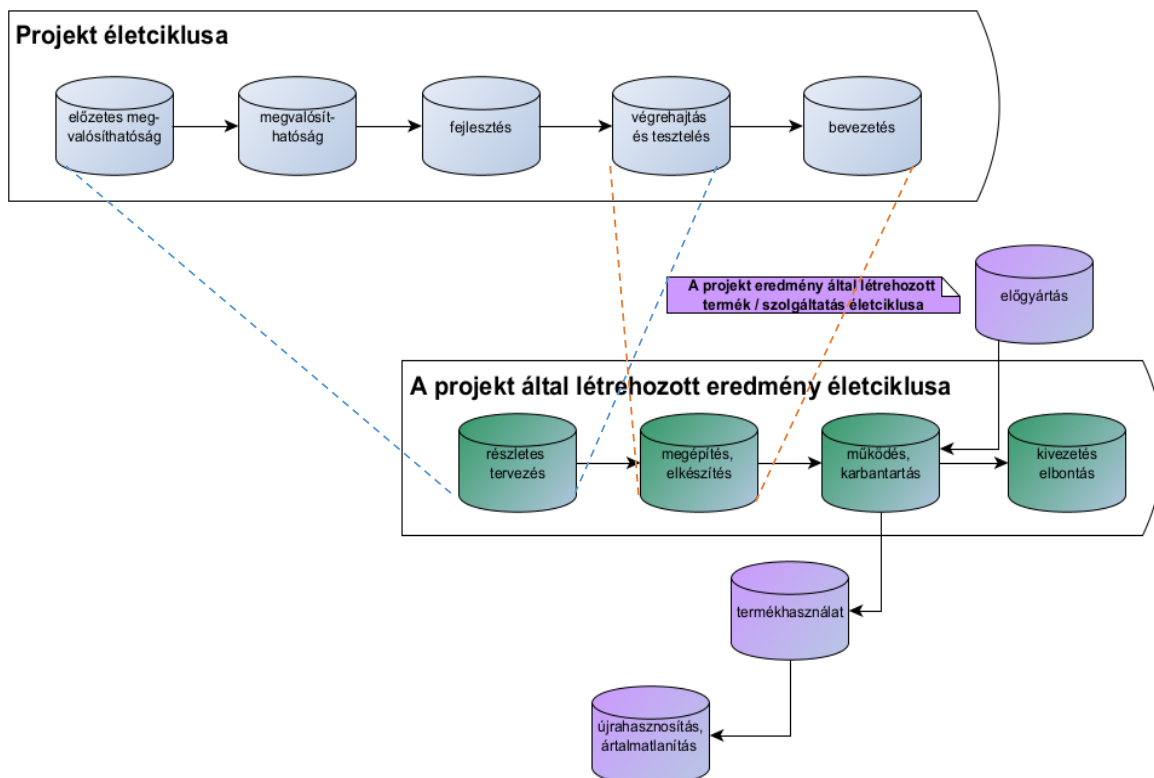 Projekt életciklusa
előzetes meg-
valósíthatóság
megvalósít-
hatóság
fejlesztés
végrehajtás
és tesztelés
bevezetés
A projekt eredmény által létrehozott
termék / szolgáltatás életciklusa
előgyártás
A projekt által létrehozott eredmény életciklusa
részletes
tervezés
megépítés,
elkészítés
működés,
karbantartás
kivezetés
elbontás
termékhasználat
újrahasznosítás,
ártalmatlanítás